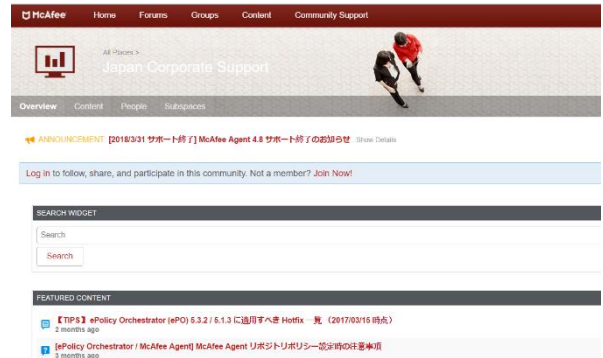 McAfee Home Forums Groups Content Community Support
All Places >
Japan Corporate Support
Overview Content People Subspaces
ANNOUNCEMENT [2018/3/31 サポート終了] McAfee Agent 4.8 サポート終了のお知らせ Show Details
Log in to follow, share, and participate in this community. Not a member? Join Now!
SEARCH WIDGET
Search
Search
FEATURED CONTENT
【TIPS】 ePolicy Orchestrator (ePO) 5.3.2 / 5.1.3 に適用すべき Hotfix 一覧 (2017/03/15 時点)
2 months ago
[ePolicy Orchestrator / McAfee Agent] McAfee Agent リポジトリポリシー設定時の注意事項
3 months ago